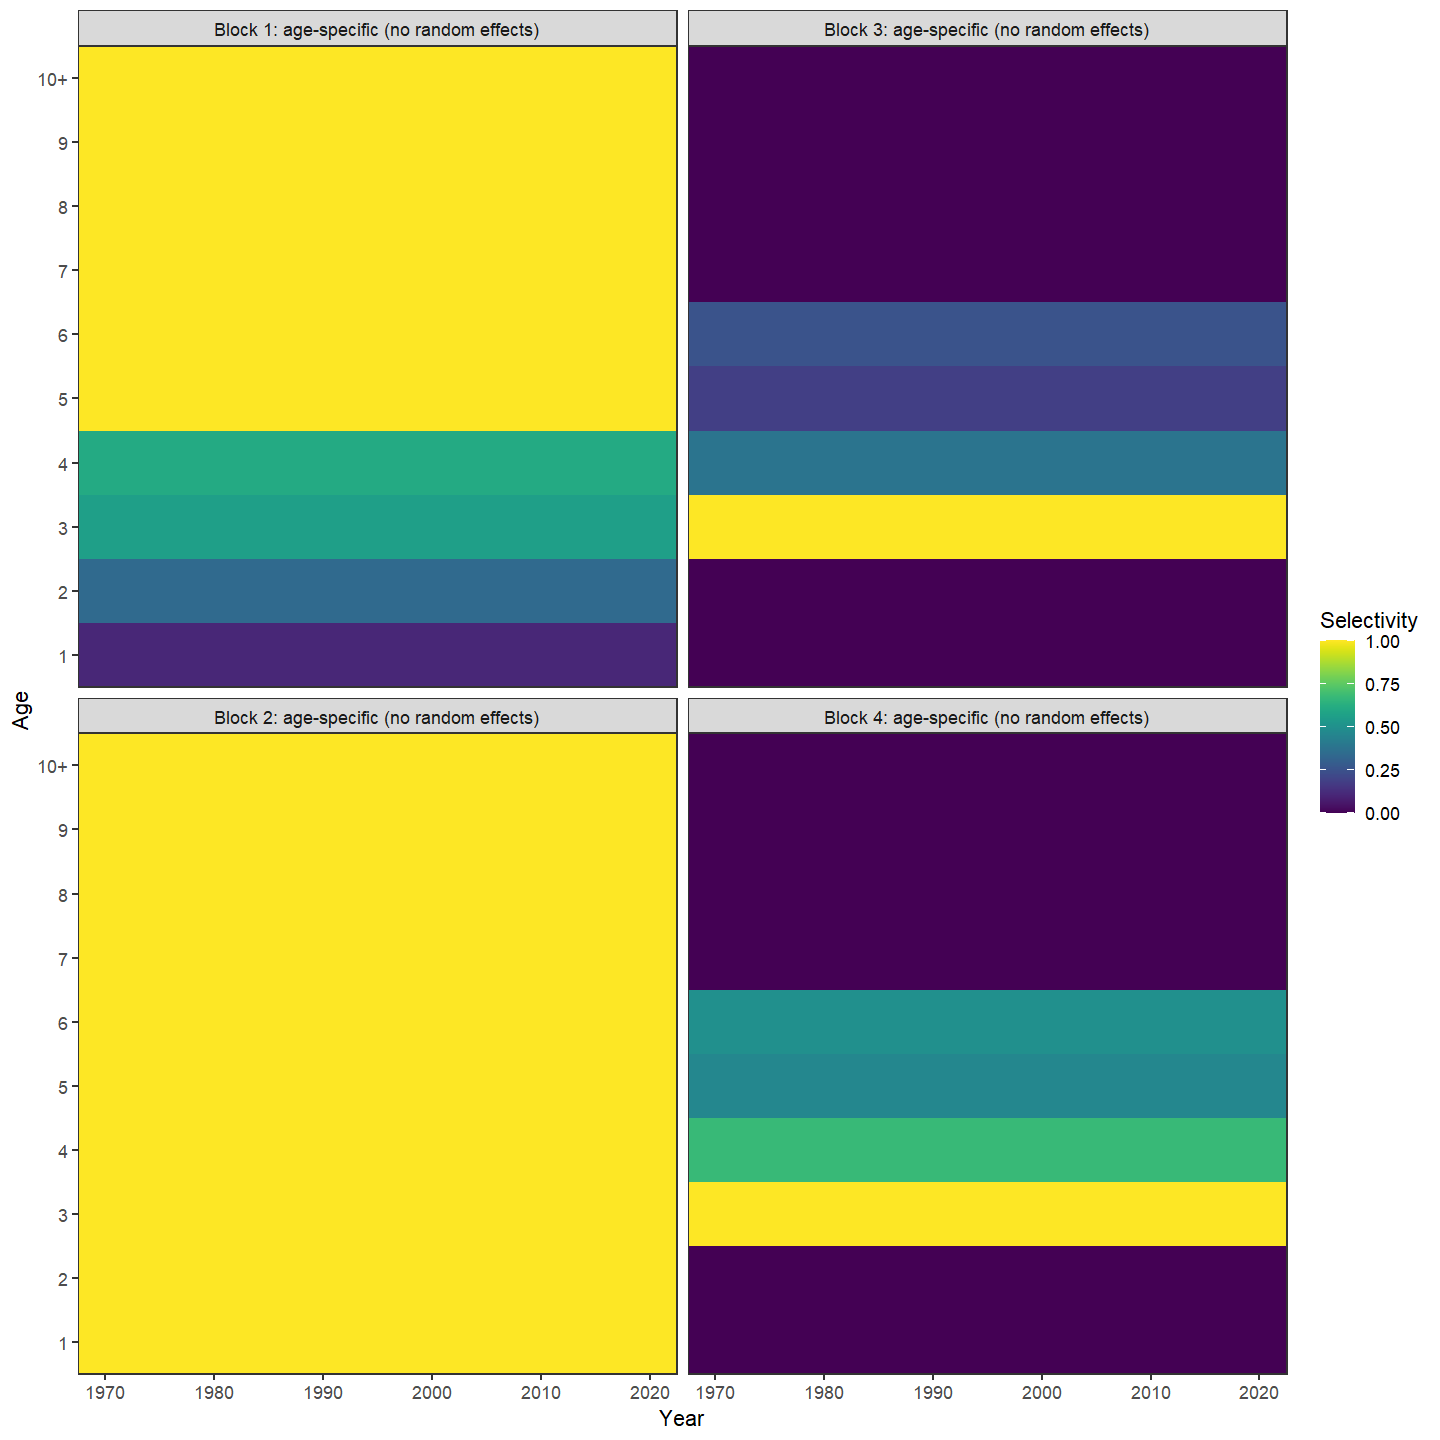 Block 1: age-specific (no random effects)
Block 3: age-specific (no random effects)
10+
9
8
7
6
5
4
3
2
1
Age
Block 2: age-specific (no random effects)
Block 4: age-specific (no random effects)
10+
9
8
7
6
5
4
3
2
1
1970 1980 1990 2000 2010 2020
1970 1980 1990 2000 2010 2020
Year
Selectivity
1.00
0.75
0.50
0.25
0.00